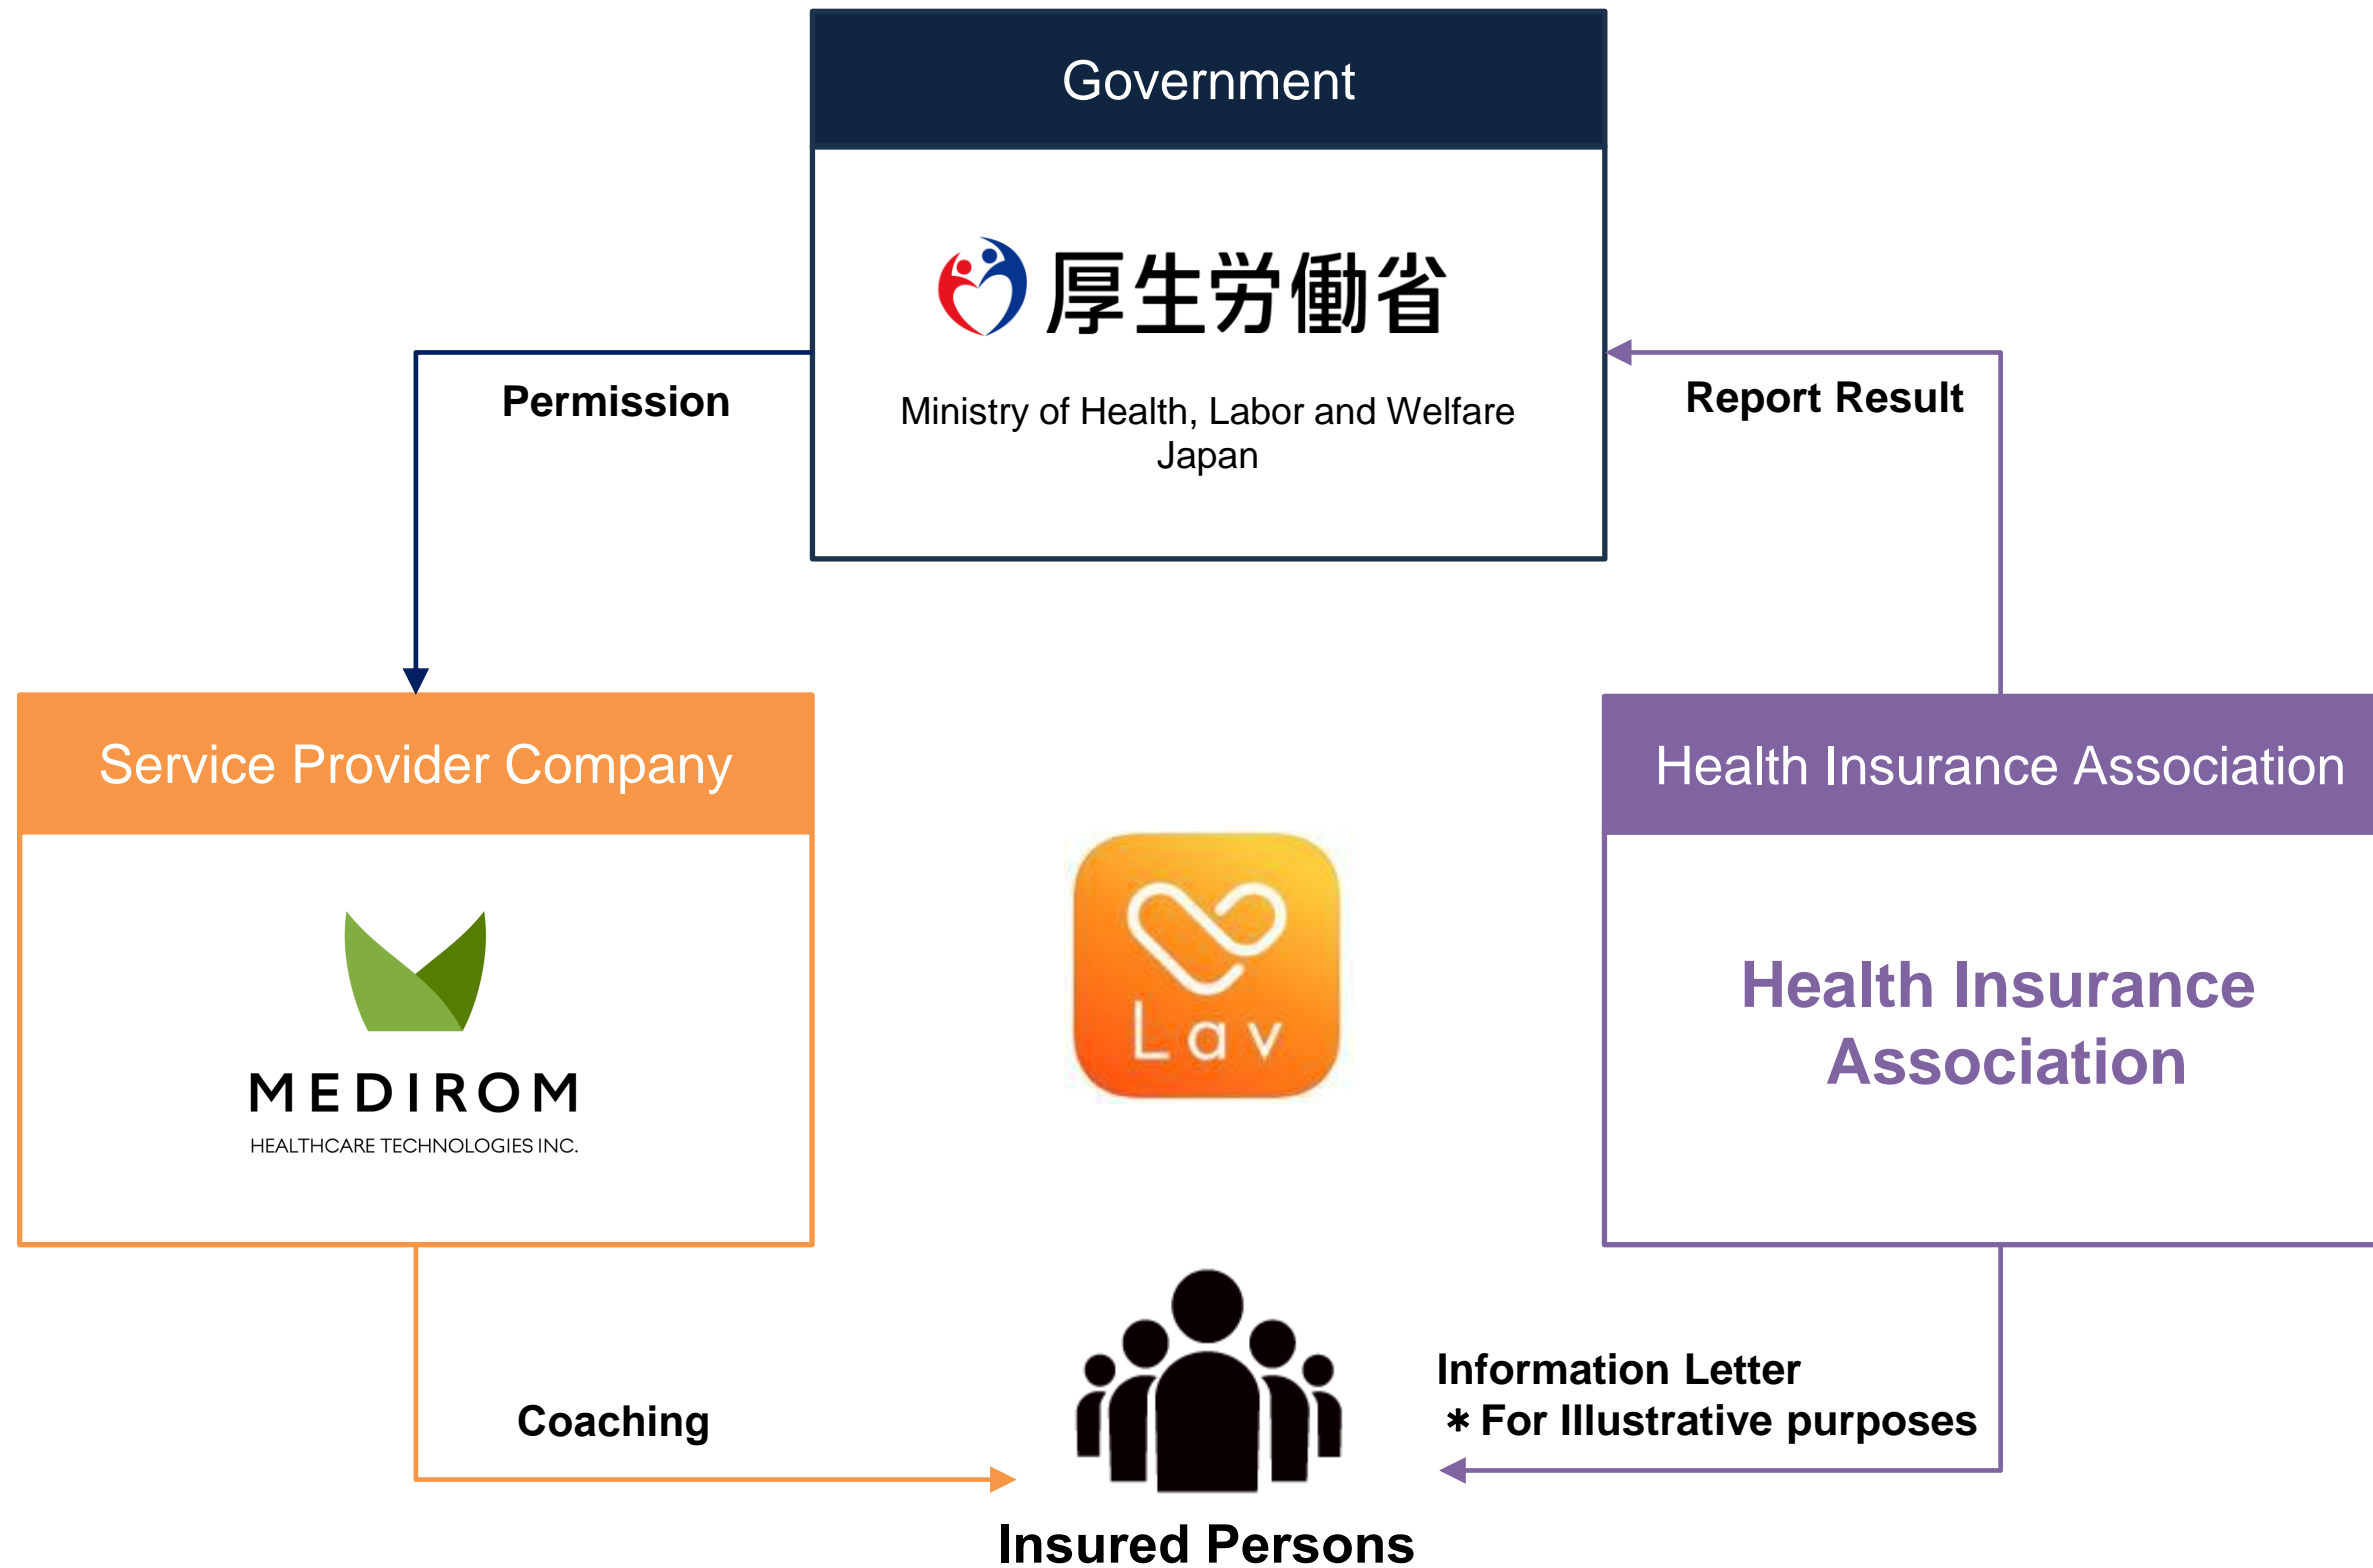 Government
厚生労働省
Ministry of Health, Labor and Welfare
Japan
Permission
Report Result
Service Provider Company
MEDIROM
HEALTHCARE TECHNOLOGIES INC.
Lav
Health Insurance Association
Health Insurance
Association
Coaching
Information Letter
* For Illustrative purposes
Insured Persons